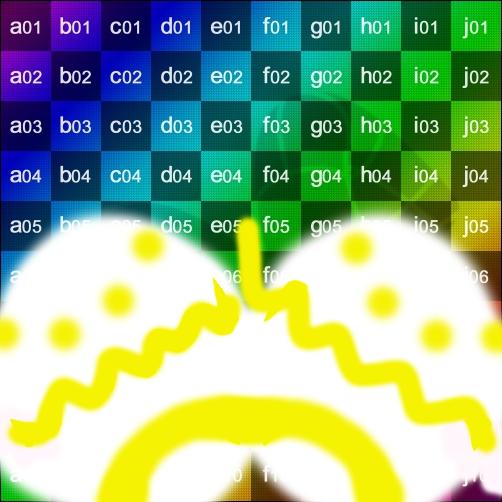 a01 b01 c01 d01 e01 f01 g01 h01 i01 j01
a02 b02 c02 d02 e02 f02 g02 h02 i02 j02
a03 b03 c03 d03 e03 f03 g03 h03 i03 j03
a04 b04 c04 d04 e04 f04 g04 h04 i04 j04
a05 b05 d05 e05 f05 g05 i05 j05